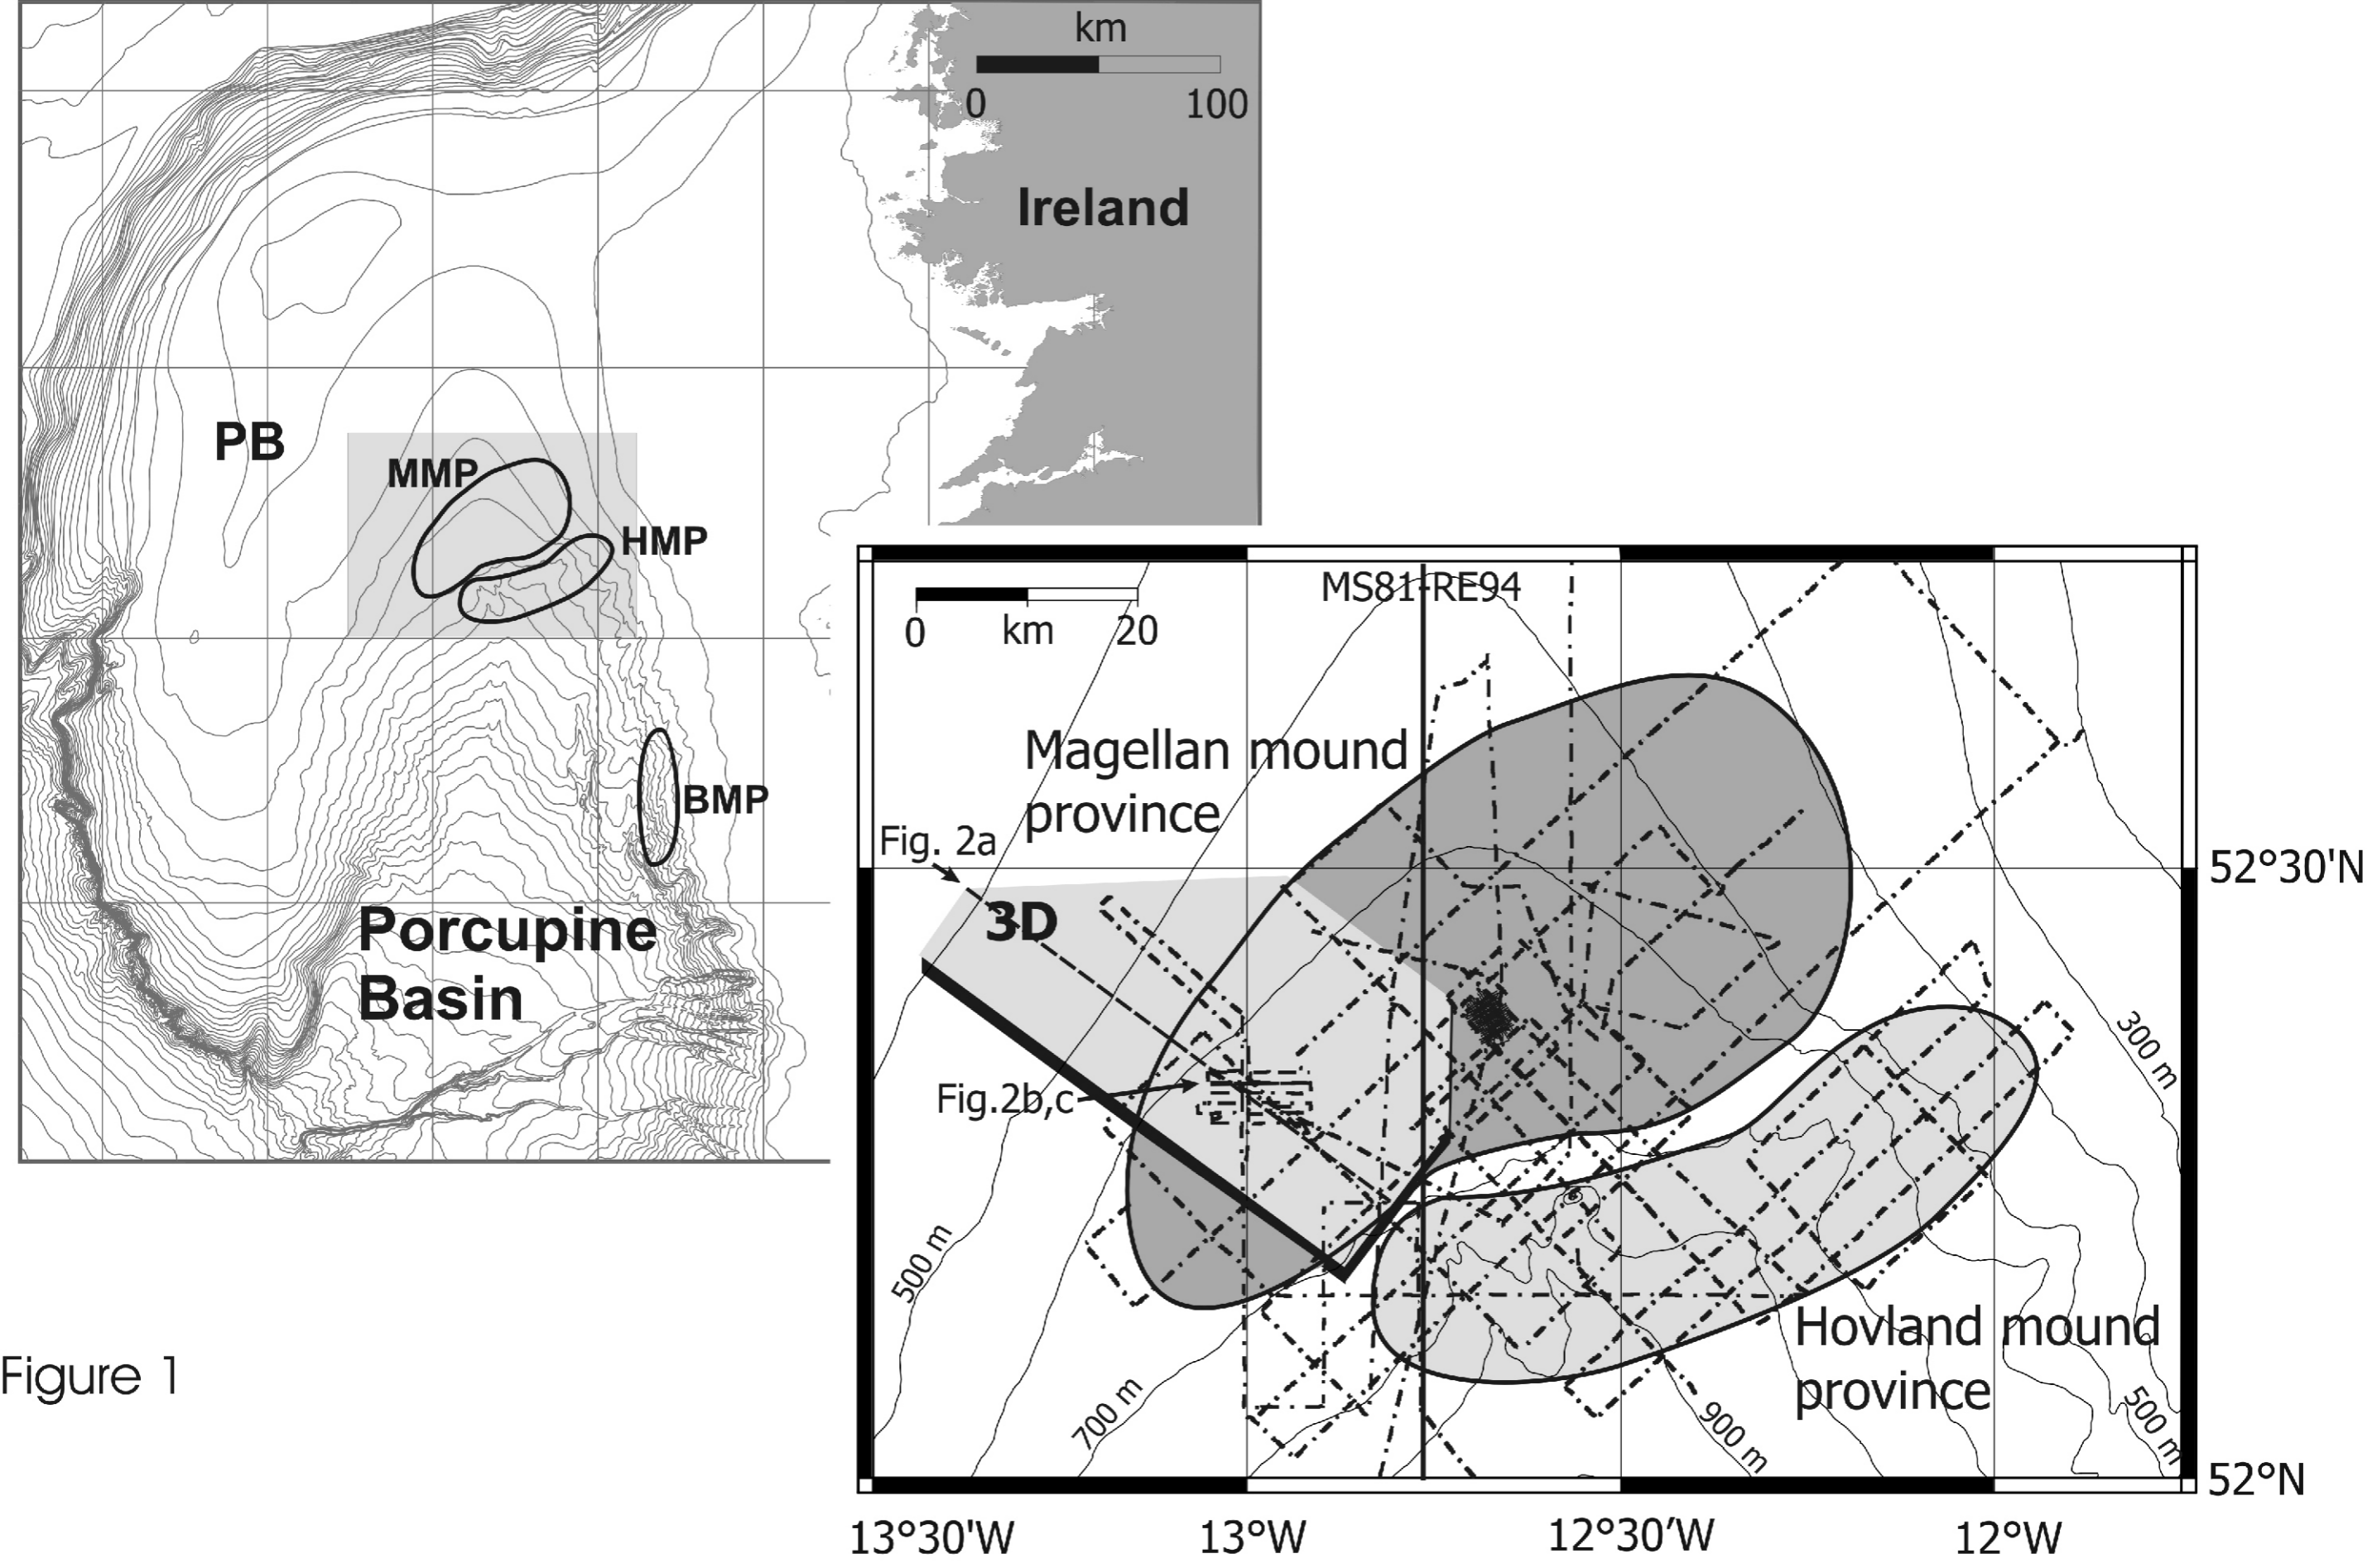 km
0 100
Ireland
PB
MMP
HMP
BMP
Porcupine
Basin
MS81-RE94
0 km 20
Magellan mound
province
Fig. 2a
3D
52°30'N
Fig.2b,c
300 m
500 m
700 m
900 m
500 m
Hovland mound
province
52°N
13°30'W 13°W 12°30'W 12°W
Figure 1